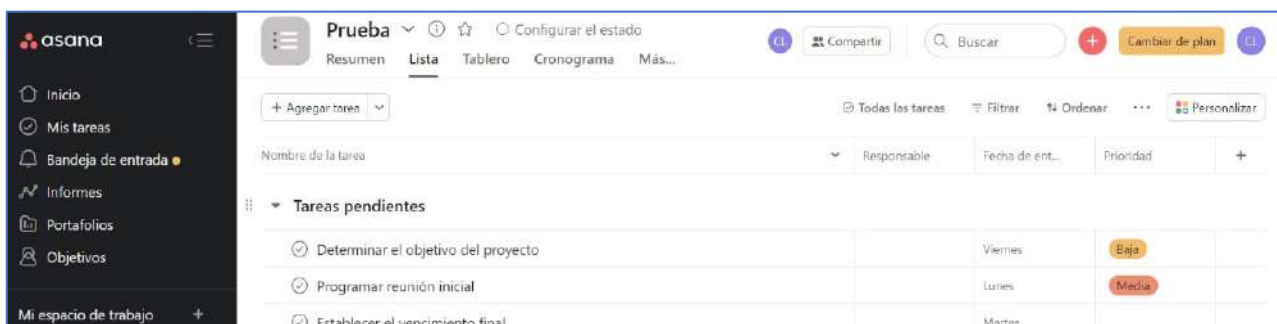 asana
Inicio
Mis tareas
Bandeja de entrada
Informes
Portafolios
Objetivos
Mi espacio de trabajo +
Prueba Configurar el estado
Resumen Lista Tablero Cronograma Más...
CL Compartir Buscar + Cambiar de plan CL
+ Agregar tarea Todas las tareas Filtrar Ordenar ... Personalizar
Nombre de la tarea Responsable Fecha de ent... Prioridad +
Tareas pendientes
Determinar el objetivo del proyecto Viernes Baja
Programar reunión inicial Lunes Media
Establecer el vencimiento final Martes